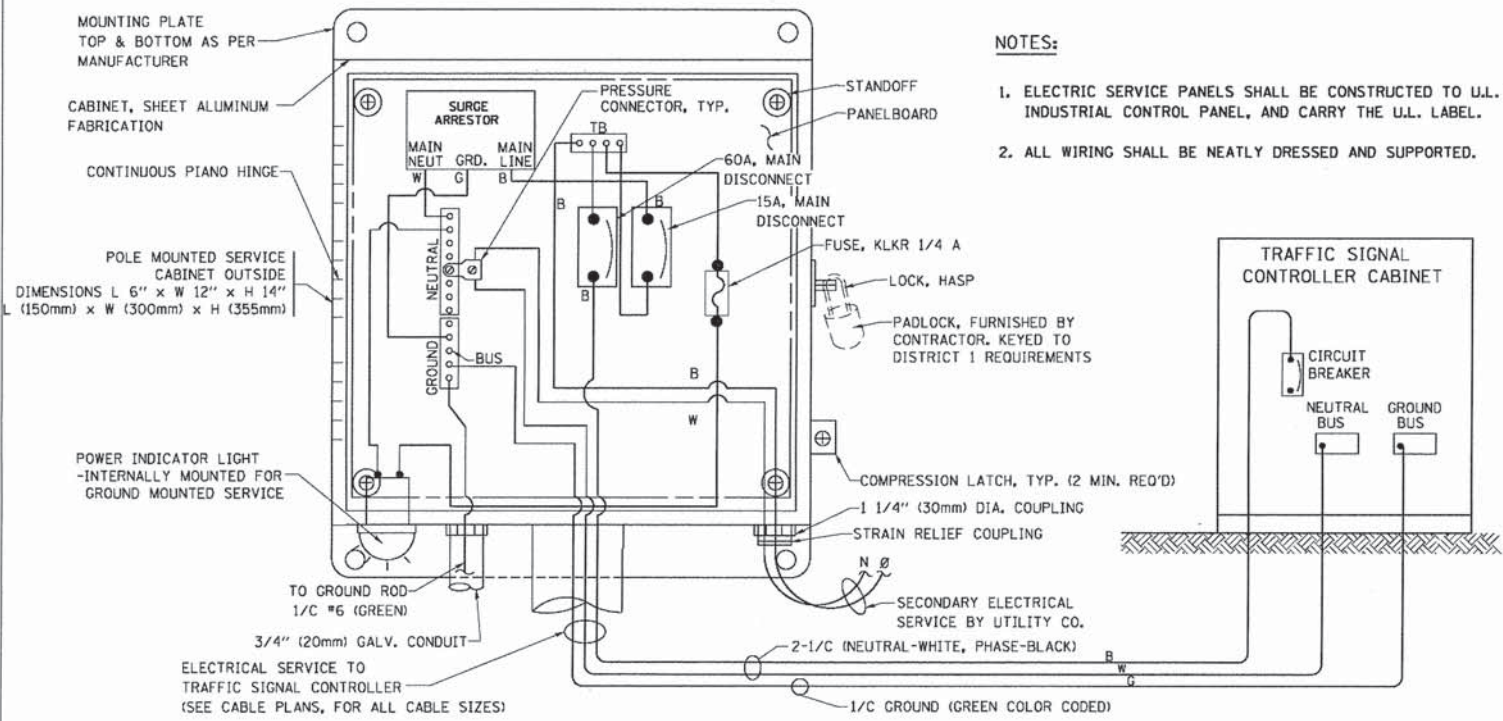 MOUNTING PLATE
TOP & BOTTOM AS PER
MANUFACTURER
CABINET, SHEET ALUMINUM
FABRICATION
CONTINUOUS PIANO HINGE
POLE MOUNTED SERVICE
CABINET OUTSIDE
DIMENSIONS L 6" x W 12" x H 14"
L (150mm) x W (300mm) x H (355mm)
POWER INDICATOR LIGHT
-INTERNALLY MOUNTED FOR
GROUND MOUNTED SERVICE
SURGE
ARRESTOR
MAIN
NEUT
GRD.
MAIN
LINE
W
G
B
PRESSURE
CONNECTOR, TYP.
TB
60A, MAIN
DISCONNECT
15A, MAIN
DISCONNECT
B
B
B
NEUTRAL
GROUND
BUS
B
W
STANDOFF
PANELBOARD
FUSE, KLKR 1/4 A
LOCK, HASP
PADLOCK, FURNISHED BY
CONTRACTOR. KEYED TO
DISTRICT 1 REQUIREMENTS
COMPRESSION LATCH, TYP. (2 MIN. REQ'D)
1 1/4" (30mm) DIA. COUPLING
STRAIN RELIEF COUPLING
N Ø
SECONDARY ELECTRICAL
SERVICE BY UTILITY CO.
TO GROUND ROD
1/C #6 (GREEN)
3/4" (20mm) GALV. CONDUIT
ELECTRICAL SERVICE TO
TRAFFIC SIGNAL CONTROLLER
(SEE CABLE PLANS, FOR ALL CABLE SIZES)
2-1/C (NEUTRAL-WHITE, PHASE-BLACK)
1/C GROUND (GREEN COLOR CODED)
B
W
G
NOTES:
1. ELECTRIC SERVICE PANELS SHALL BE CONSTRUCTED TO U.L.
INDUSTRIAL CONTROL PANEL, AND CARRY THE U.L. LABEL.
2. ALL WIRING SHALL BE NEATLY DRESSED AND SUPPORTED.
TRAFFIC SIGNAL
CONTROLLER CABINET
CIRCUIT
BREAKER
NEUTRAL
BUS
GROUND
BUS